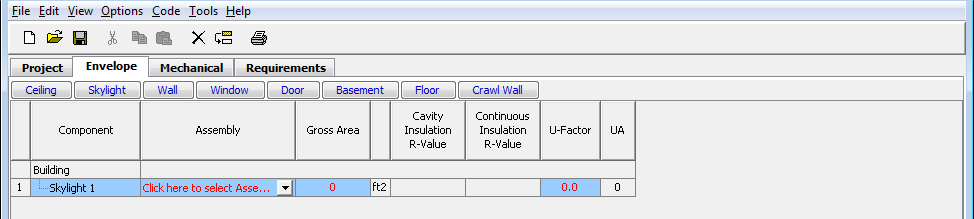 File Edit View Options Code Tools Help
Project Envelope Mechanical Requirements
Ceiling Skylight Wall Window Door Basement Floor Crawl Wall
Component Assembly Gross Area Cavity Insulation R-Value Continuous Insulation R-Value U-Factor UA
Building
1 Skylight 1 Click here to select Asse... 0 ft2 0.0 0